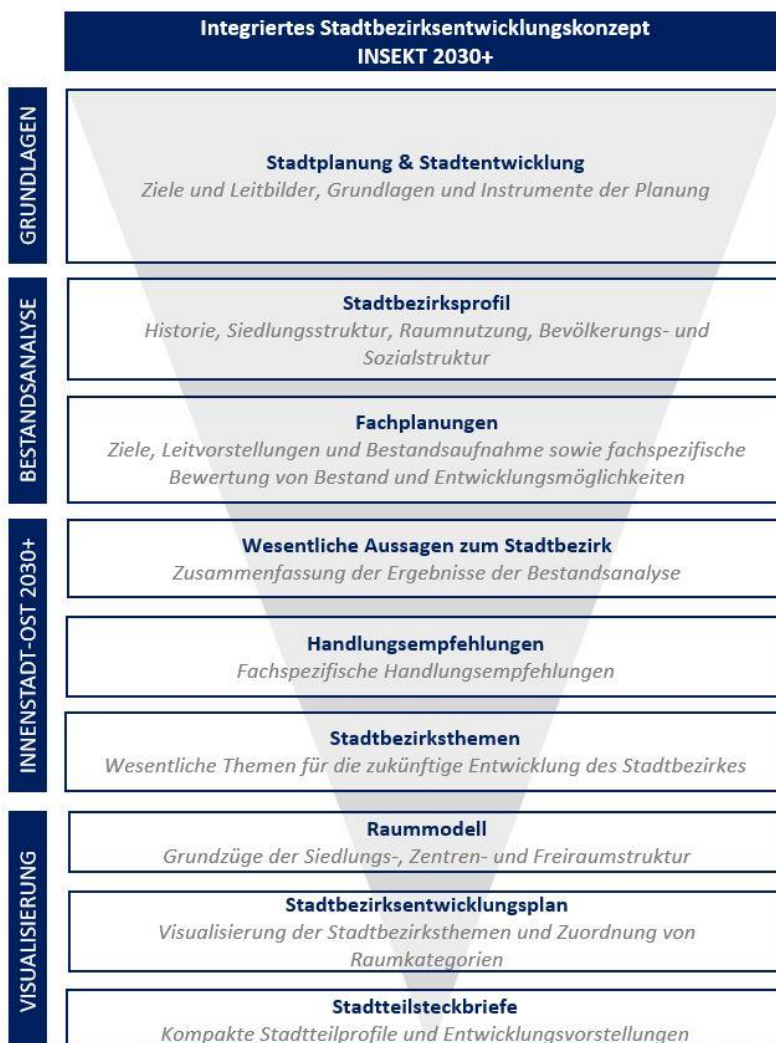 Integriertes Stadtbezirksentwicklungskonzept
INSEKT 2030+
GRUNDLAGEN
Stadtplanung & Stadtentwicklung
Ziele und Leitbilder, Grundlagen und Instrumente der Planung
BESTANDSANALYSE
Stadtbezirksprofil
Historie, Siedlungsstruktur, Raumnutzung, Bevölkerungs- und
Sozialstruktur
Fachplanungen
Ziele, Leitvorstellungen und Bestandsaufnahme sowie fachspezifische
Bewertung von Bestand und Entwicklungsmöglichkeiten
INNENSTADT-OST 2030+
Wesentliche Aussagen zum Stadtbezirk
Zusammenfassung der Ergebnisse der Bestandsanalyse
Handlungsempfehlungen
Fachspezifische Handlungsempfehlungen
Stadtbezirksthemen
Wesentliche Themen für die zukünftige Entwicklung des Stadtbezirkes
VISUALISIERUNG
Raummodell
Grundzüge der Siedlungs-, Zentren- und Freiraumstruktur
Stadtbezirksentwicklungsplan
Visualisierung der Stadtbezirksthemen und Zuordnung von
Raumkategorien
Stadtteilsteckbriefe
Kompakte Stadtteilprofile und Entwicklungsvorstellungen